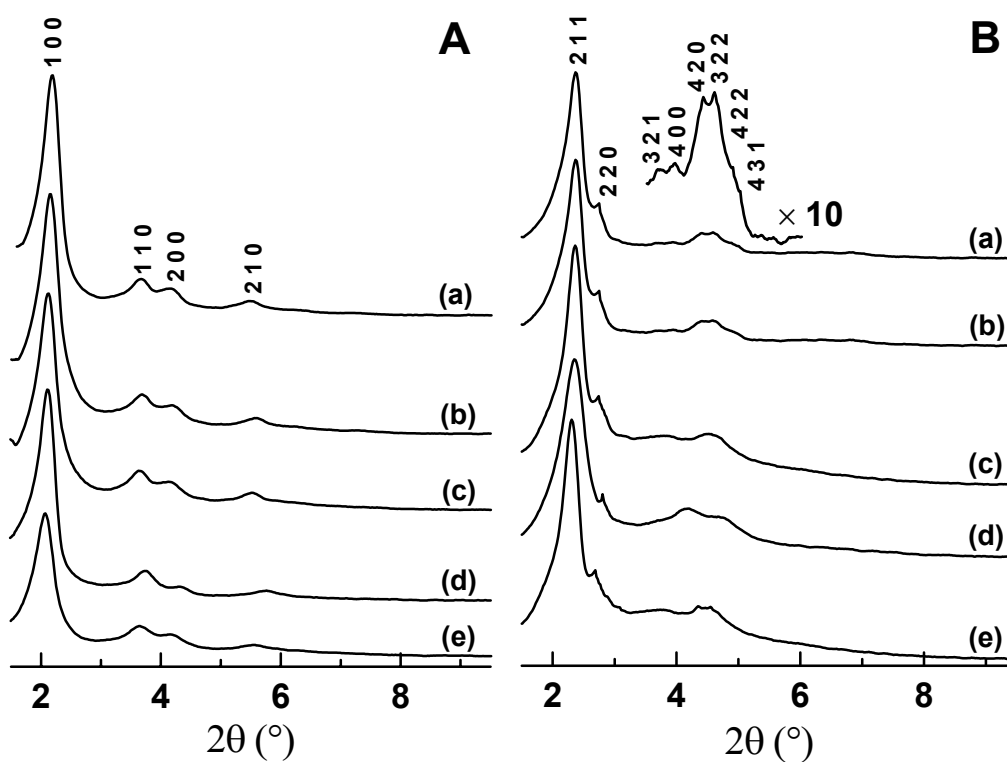 A
1 0 0
1 1 0
2 0 0
2 1 0
(a)
(b)
(c)
(d)
(e)
2 4 6 8
2θ (°)
B
2 1 1
2 2 0
3 2 1
4 0 0
4 2 0
3 2 2
4 2 2
4 3 1
× 10
(a)
(b)
(c)
(d)
(e)
2 4 6 8
2θ (°)